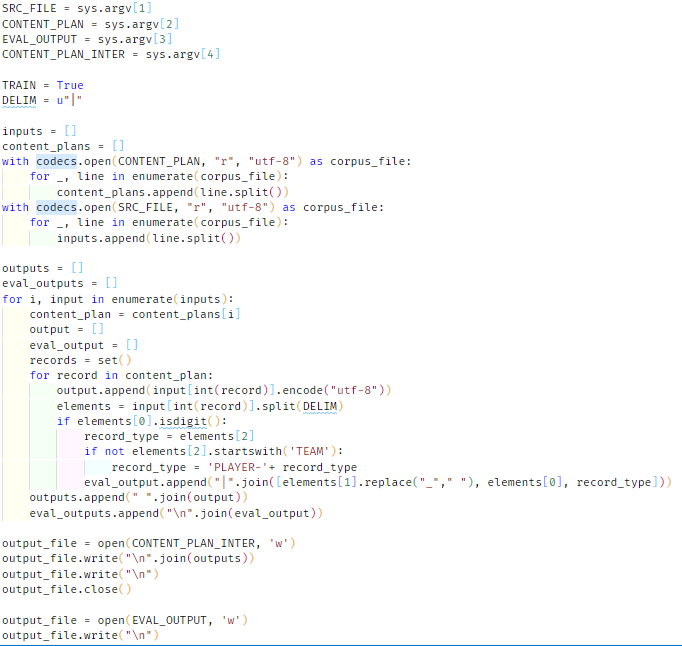 SRC_FILE = sys.argv[1]
CONTENT_PLAN = sys.argv[2]
EVAL_OUTPUT = sys.argv[3]
CONTENT_PLAN_INTER = sys.argv[4]

TRAIN = True
DELIM = u"|"

inputs = []
content_plans = []
with codecs.open(CONTENT_PLAN, "r", "utf-8") as corpus_file:
    for _, line in enumerate(corpus_file):
        content_plans.append(line.split())
with codecs.open(SRC_FILE, "r", "utf-8") as corpus_file:
    for _, line in enumerate(corpus_file):
        inputs.append(line.split())

outputs = []
eval_outputs = []
for i, input in enumerate(inputs):
    content_plan = content_plans[i]
    output = []
    eval_output = []
    records = set()
    for record in content_plan:
        output.append(input[int(record)].encode("utf-8"))
        elements = input[int(record)].split(DELIM)
        if elements[0].isdigit():
            record_type = elements[2]
            if not elements[2].startswith('TEAM'):
                record_type = 'PLAYER-'+ record_type
            eval_output.append("|".join([elements[1].replace("_"," "), elements[0], record_type]))
    outputs.append(" ".join(output))
    eval_outputs.append("\n".join(eval_output))

output_file = open(CONTENT_PLAN_INTER, 'w')
output_file.write("\n".join(outputs))
output_file.write("\n")
output_file.close()

output_file = open(EVAL_OUTPUT, 'w')
output_file.write("\n")